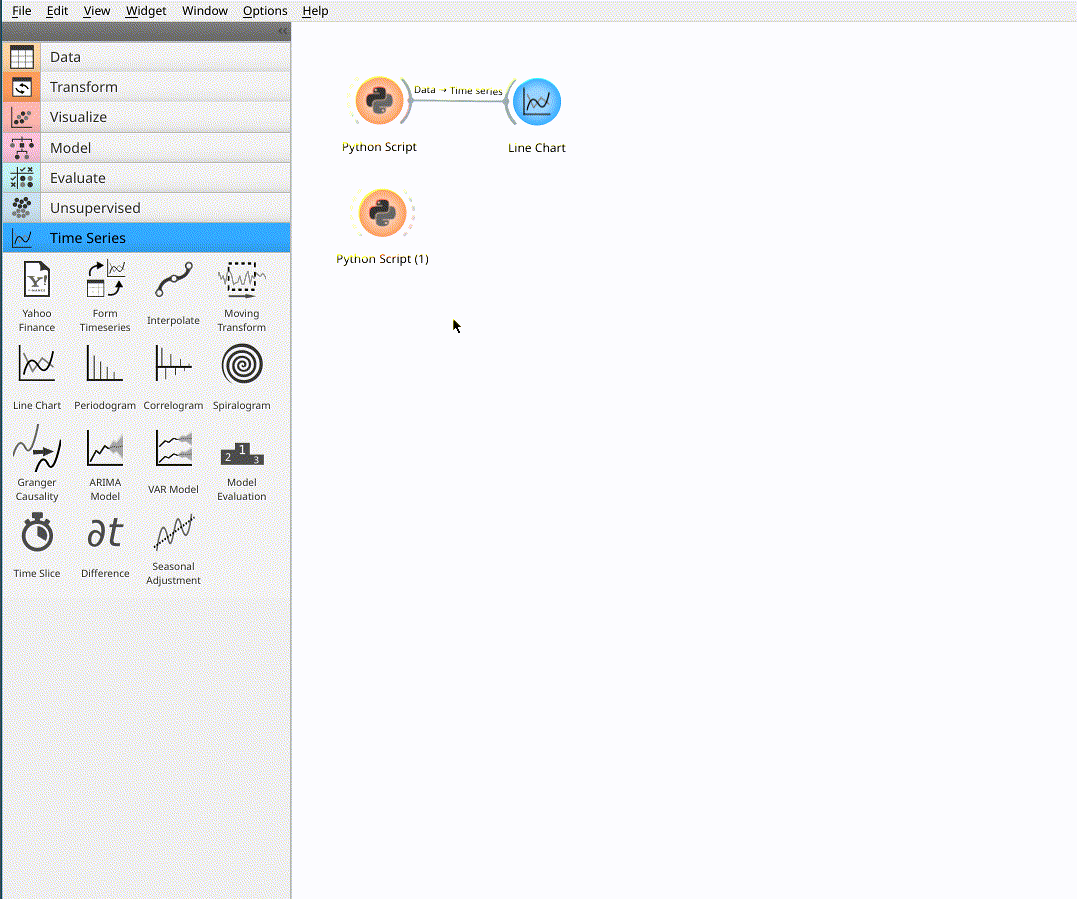 File Edit View Widget Window Options Help
«
Data
Transform
Visualize
Model
Evaluate
Unsupervised
Time Series
Yahoo Finance
Form Timeseries
Interpolate
Moving Transform
Line Chart
Periodogram
Correlogram
Spiralogram
Granger Causality
ARIMA Model
VAR Model
Model Evaluation
Time Slice
Difference
Seasonal Adjustment
Y!
FINANCE
2 1 3
∂t
Data → Time series
Python Script
Line Chart
Python Script (1)